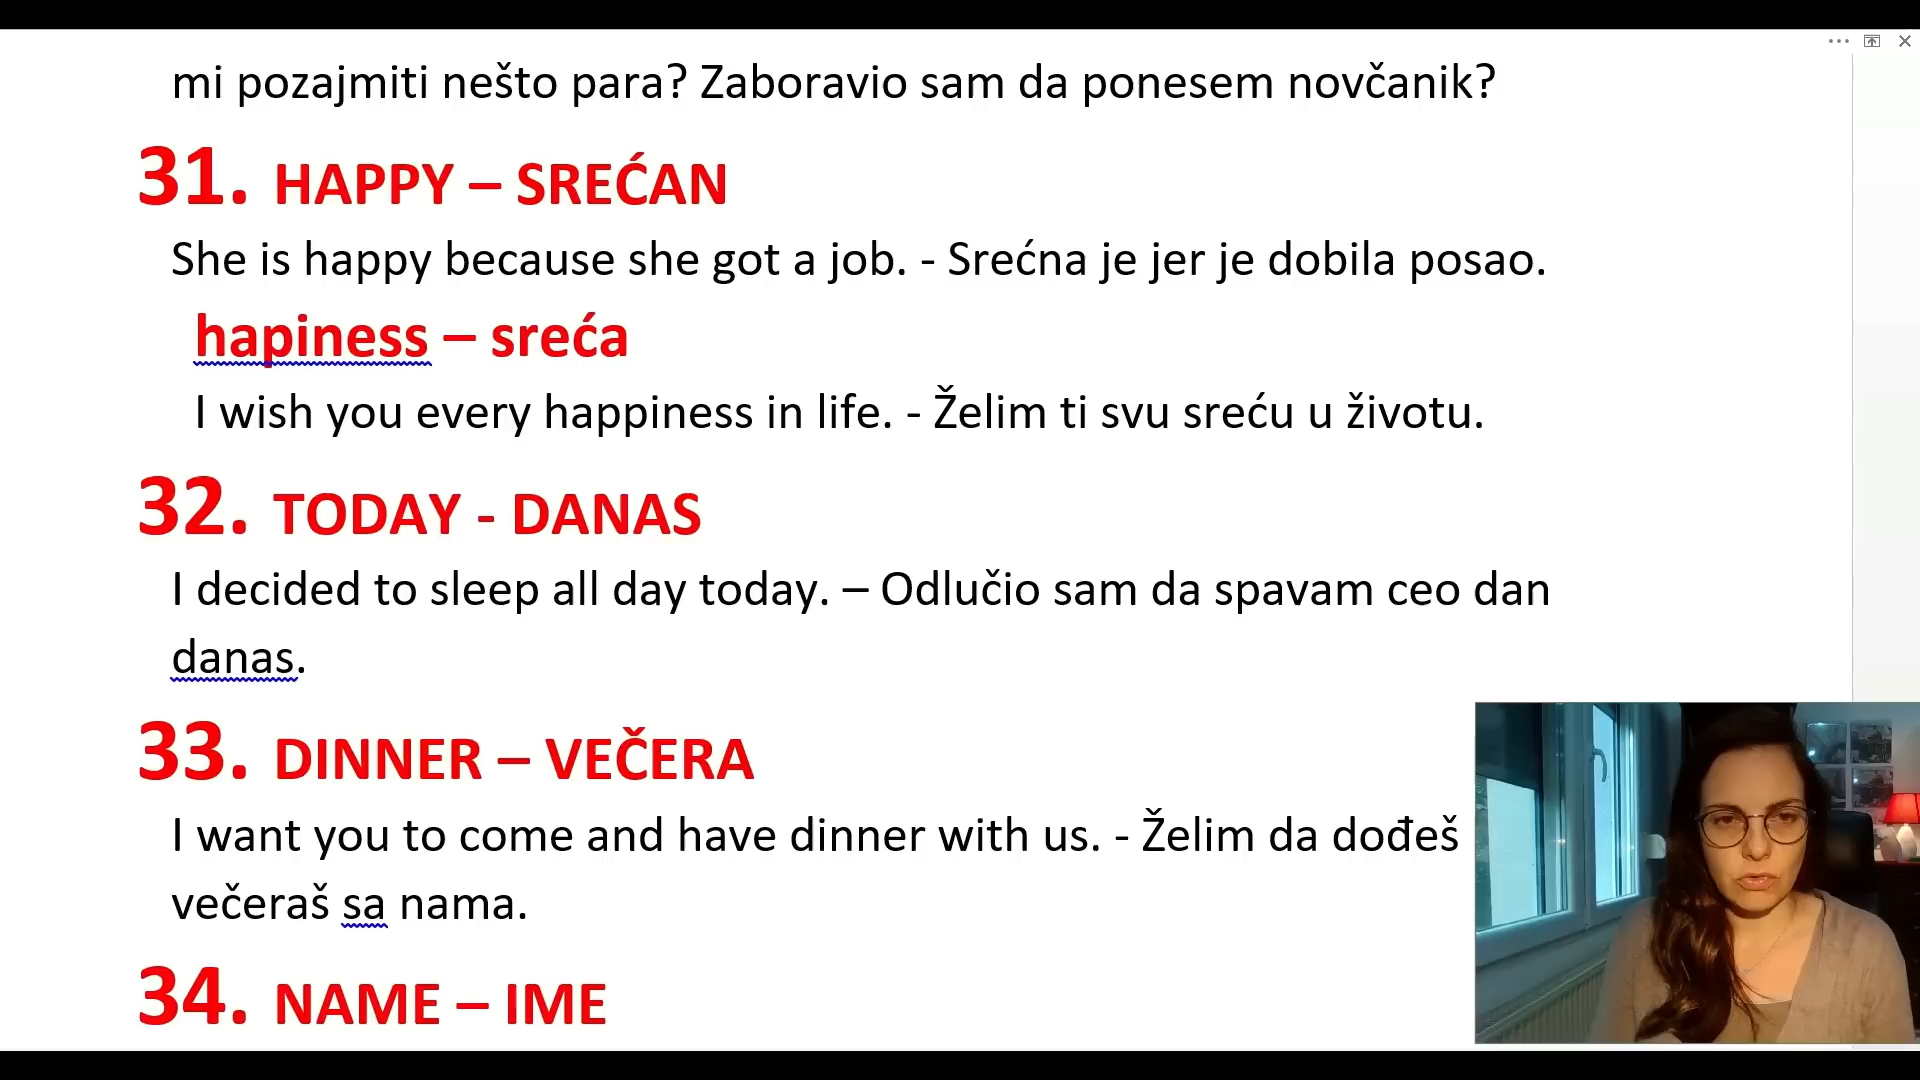 mi pozajmiti nešto para? Zaboravio sam da ponesem novčanik?
31. HAPPY – SREĆAN
She is happy because she got a job. - Srećna je jer je dobila posao.
hapiness – sreća
I wish you every happiness in life. - Želim ti svu sreću u životu.
32. TODAY - DANAS
I decided to sleep all day today. – Odlučio sam da spavam ceo dan
danas.
33. DINNER – VEČERA
I want you to come and have dinner with us. - Želim da dođeš
večeraš sa nama.
34. NAME – IME